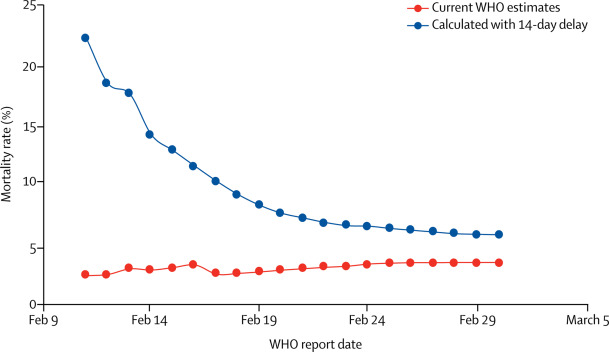 Current WHO estimates
Calculated with 14-day delay
25
20
15
10
5
0
Mortality rate (%)
Feb 9
Feb 14
Feb 19
Feb 24
Feb 29
March 5
WHO report date